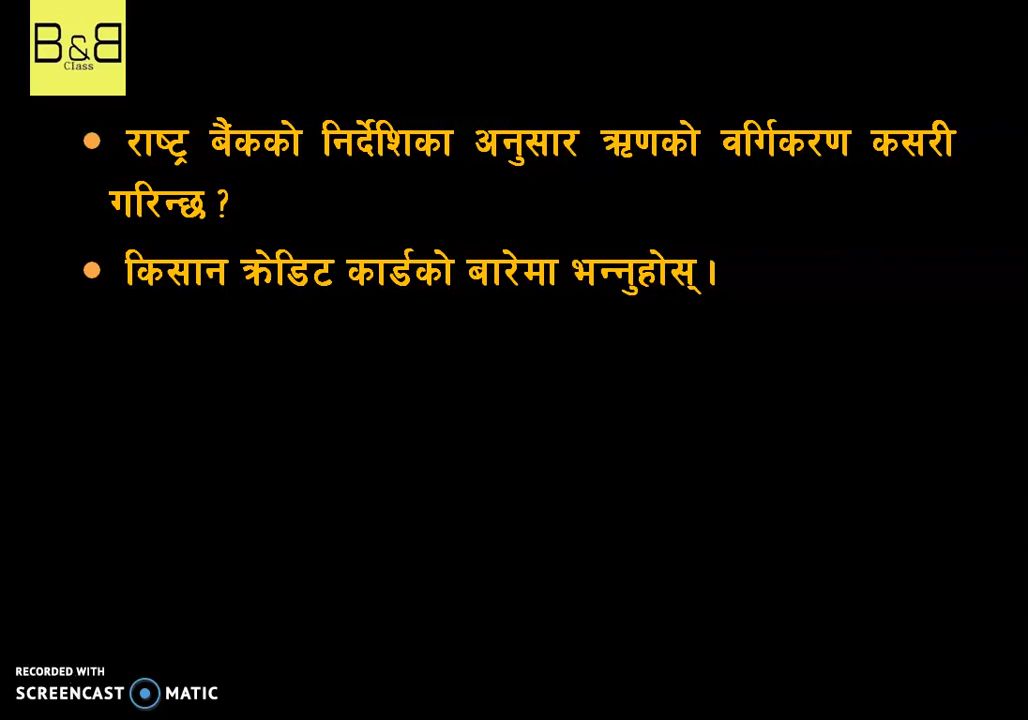 B&B
Class
राष्ट्र बैंकको निर्देशिका अनुसार ऋणको वर्गिकरण कसरी
गरिन्छ ?
किसान क्रेडिट कार्डको बारेमा भन्नुहोस् ।
RECORDED WITH
SCREENCAST MATIC